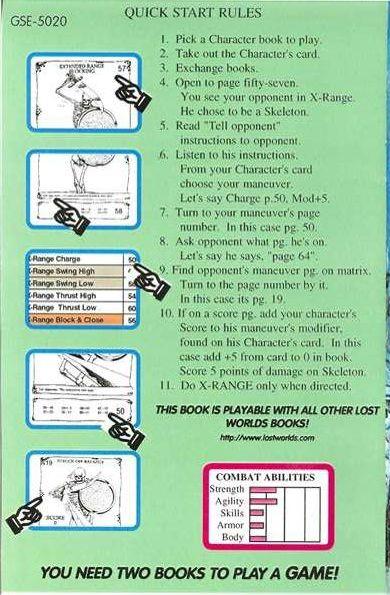 QUICK START RULES
GSE-5020
1. Pick a Character book to play.
2. Take out the Character's card.
3. Exchange books.
4. Open to page fifty-seven.
You see your opponent in X-Range.
He chose to be a Skeleton.
5. Read "Tell opponent"
instructions to opponent.
6. Listen to his instructions.
From your Character's card
choose your maneuver.
Let's say Charge p.50, Mod+5.
7. Turn to your maneuver's page
number. In this case pg. 50.
8. Ask opponent what pg. he's on.
Let's say he says, "page 64".
9. Find opponent's maneuver pg. on matrix.
Turn to the page number by it.
In this case its pg. 19.
10. If on a score pg. add your character's
Score to his maneuver's modifier,
found on his Character's card. In this
case add +5 from card to 0 in book.
Score 5 points of damage on Skeleton.
11. Do X-RANGE only when directed.
EXTENDED RANGE
BLOCKING
57
58
-Range Charge 50
-Range Swing High
-Range Swing Low
-Range Thrust High 54
-Range Thrust Low 60
-Range Block & Close 56
50
19
SCORE
THIS BOOK IS PLAYABLE WITH ALL OTHER LOST
WORLDS BOOKS!
http://www.lostworlds.com
COMBAT ABILITIES
Strength
Agility
Skills
Armor
Body
YOU NEED TWO BOOKS TO PLAY A GAME!